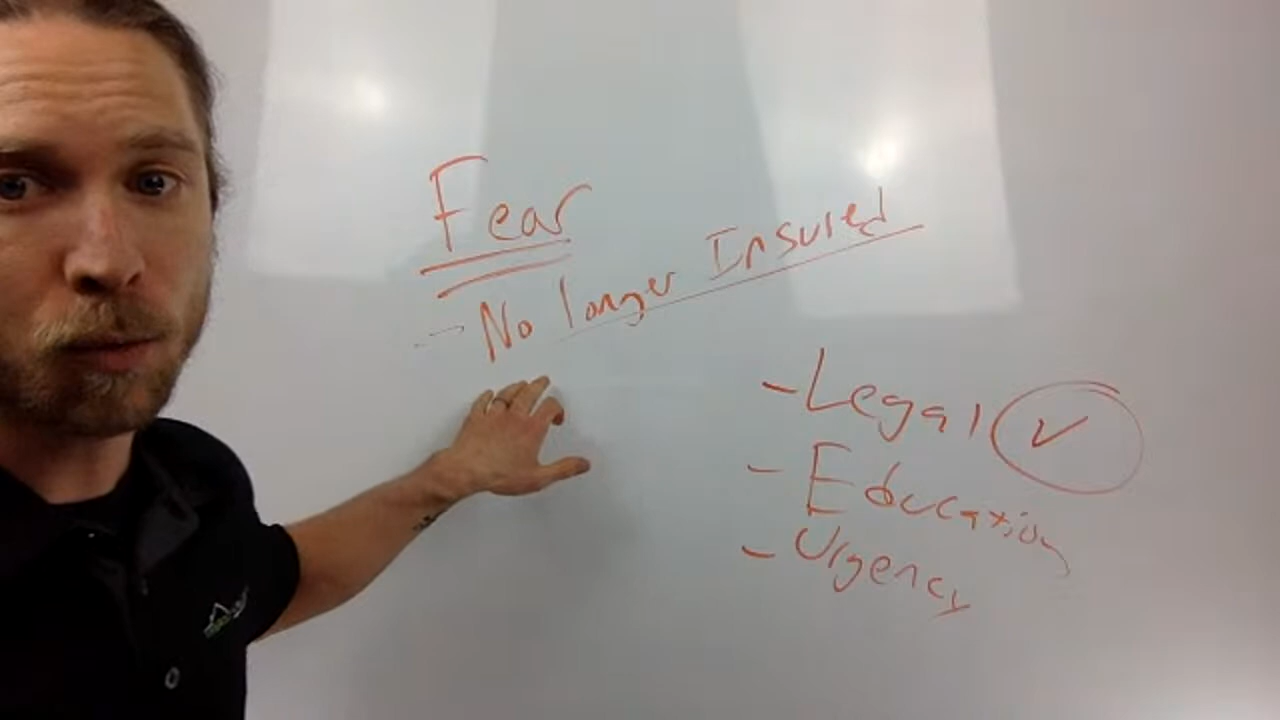 Fear
- No longer Insured
- Legal ✓
- Education
- Urgency